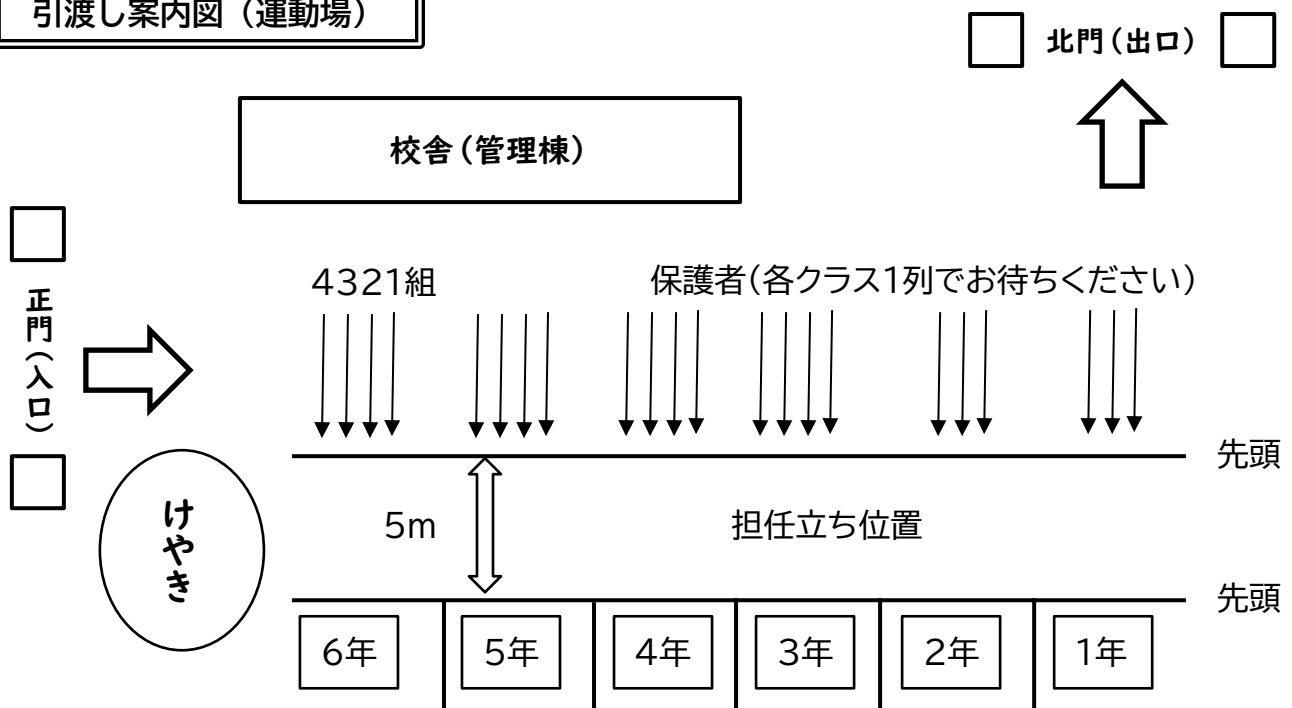 引渡し案内図（運動場）
北門（出口）
校舎（管理棟）
正門（入口）
4321組
保護者（各クラス1列でお待ちください）
先頭
けやき
5m
担任立ち位置
先頭
6年
5年
4年
3年
2年
1年